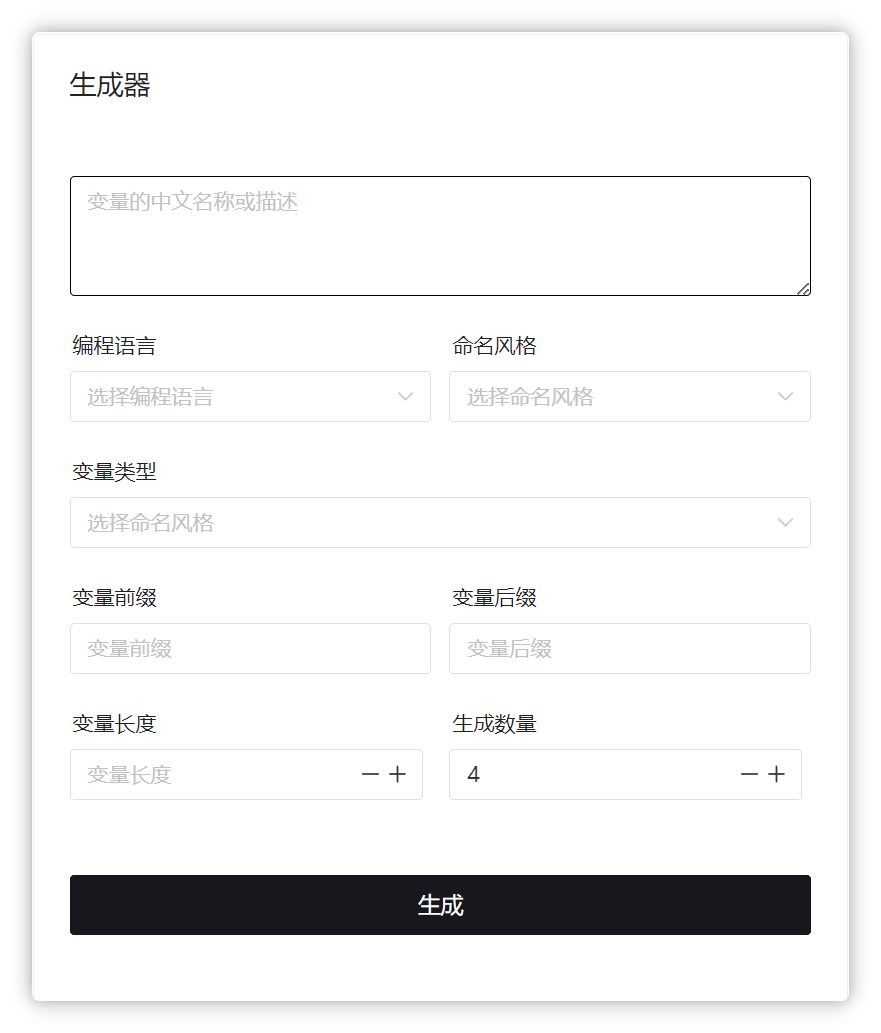 生成器
变量的中文名称或描述
编程语言
命名风格
选择编程语言
选择命名风格
变量类型
选择命名风格
变量前缀
变量后缀
变量前缀
变量后缀
变量长度
生成数量
变量长度
4
生成